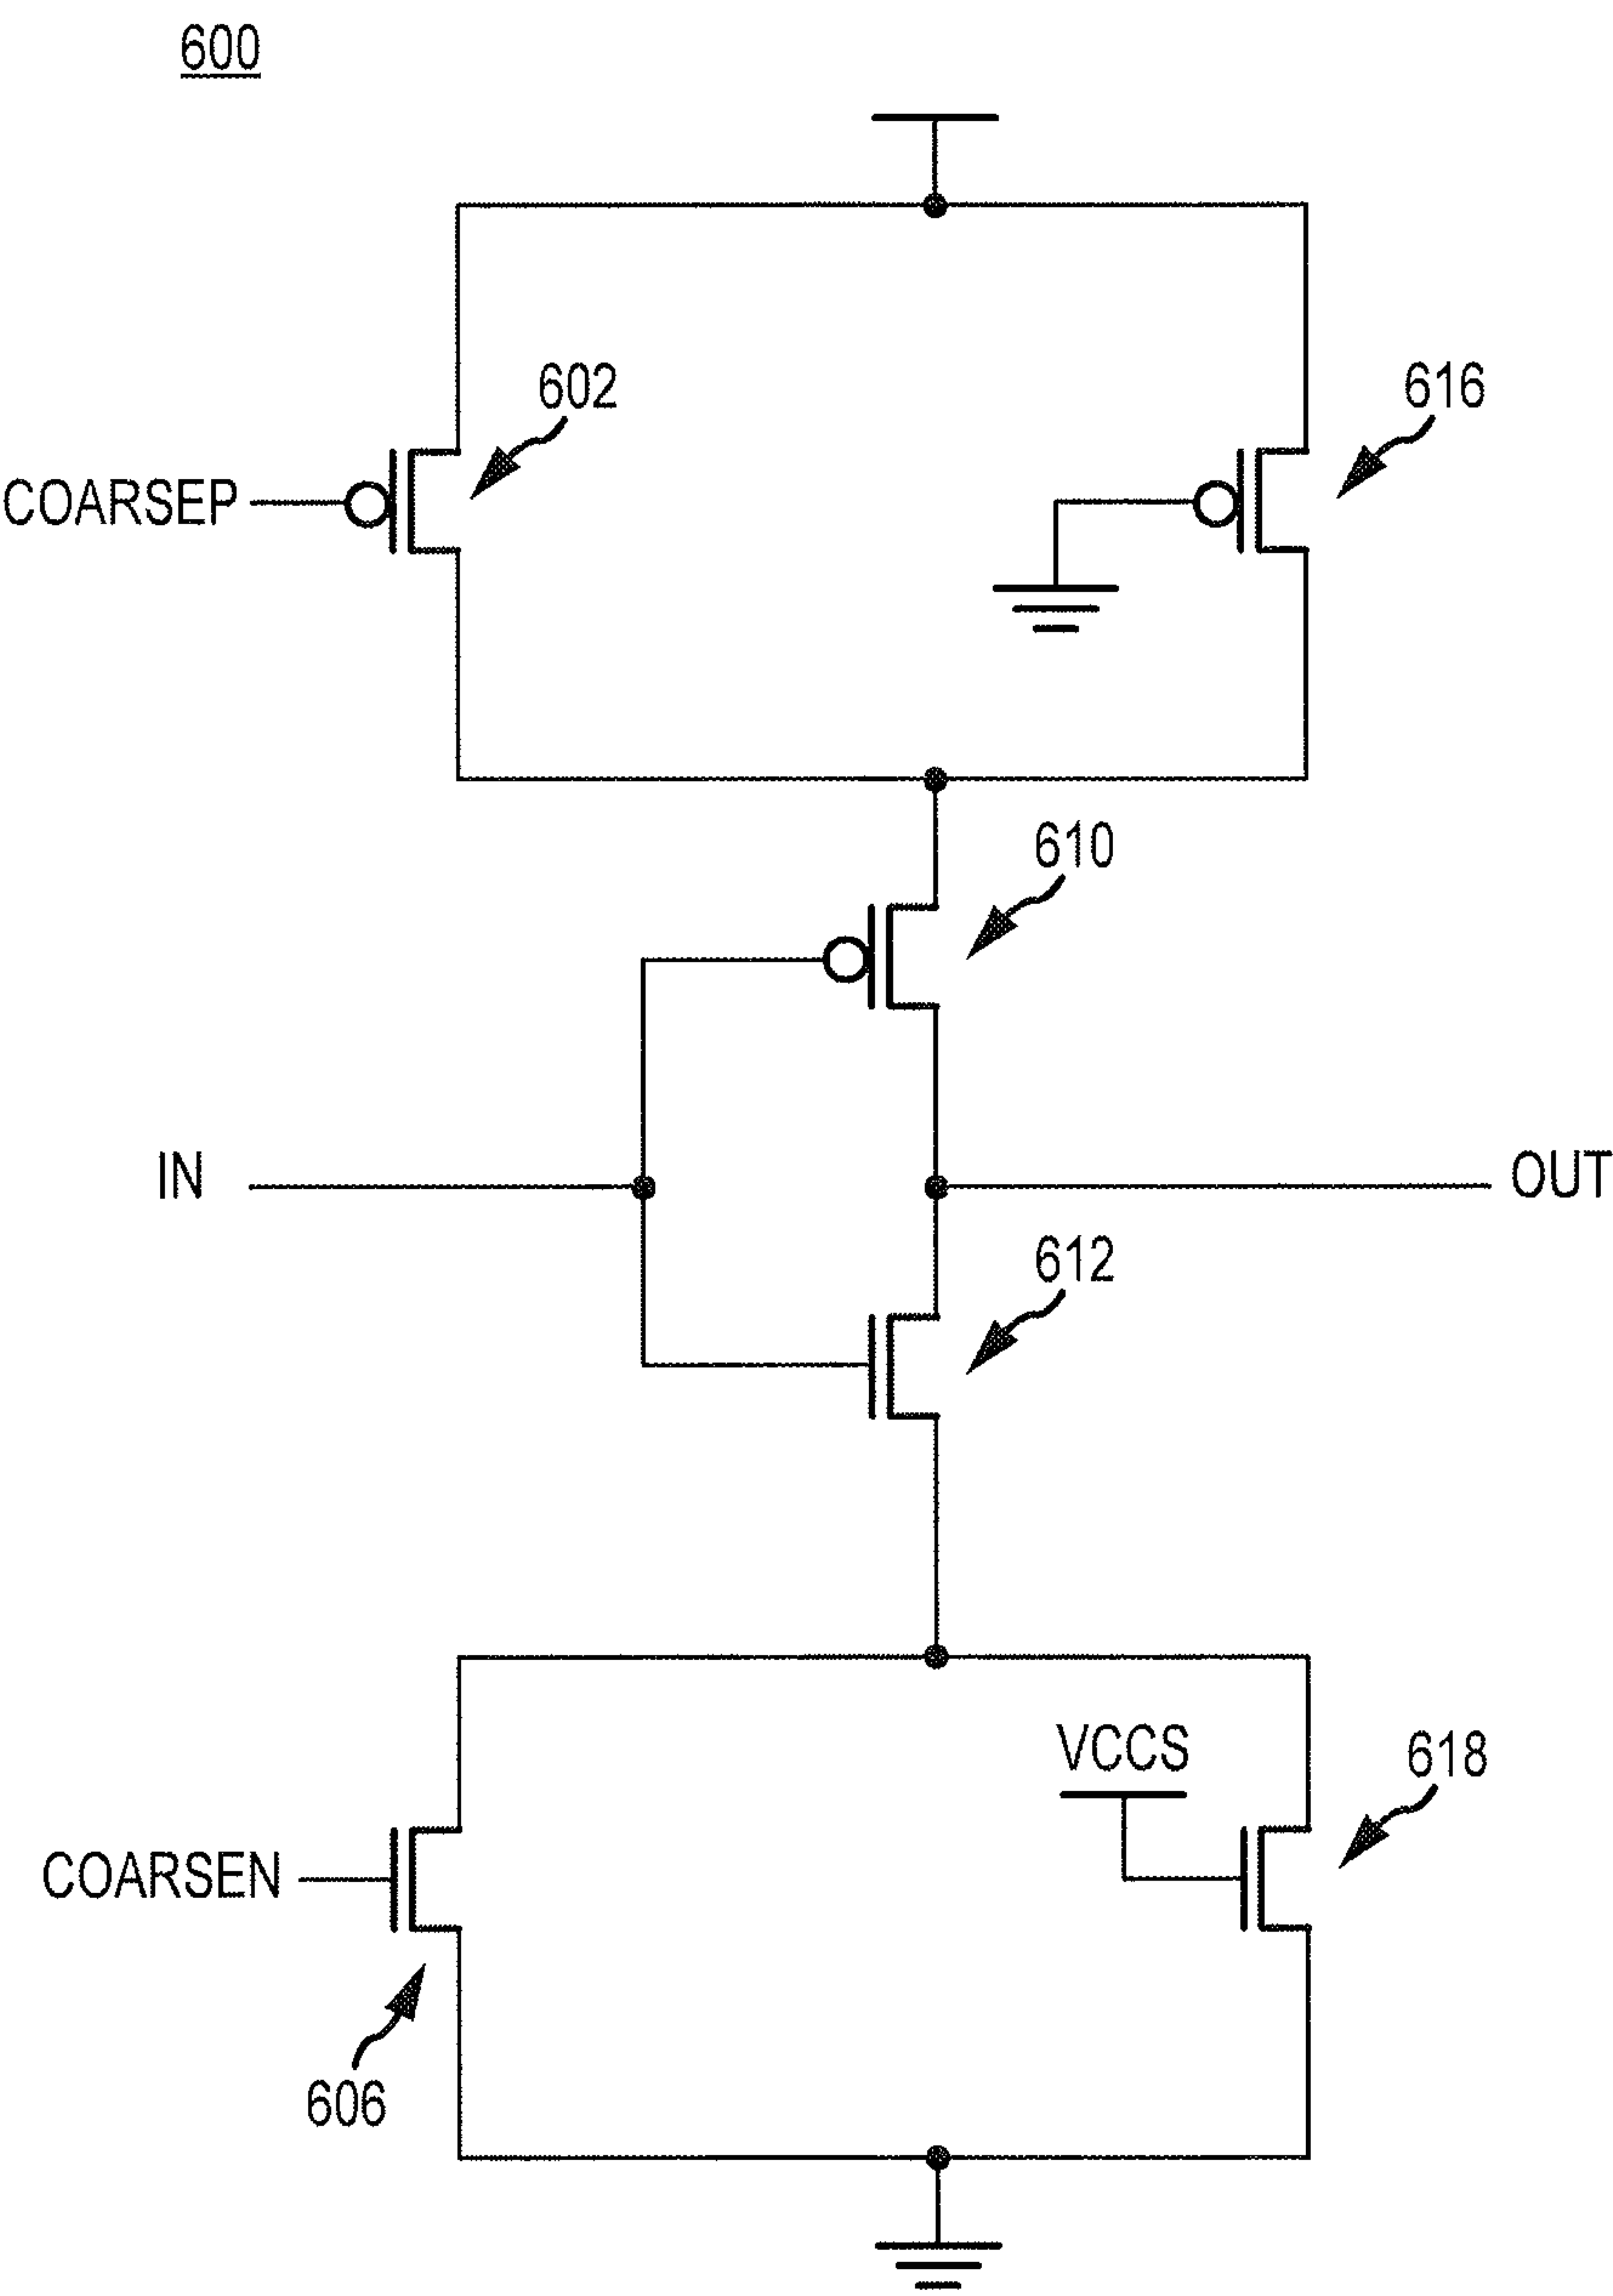 600
602
616
COARSEP
610
IN
OUT
612
VCCS
618
COARSEN
606